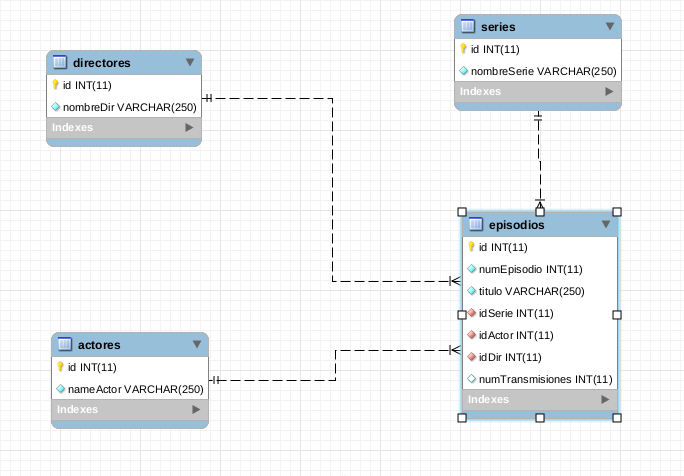 directores
id INT(11)
nombreDir VARCHAR(250)
Indexes
series
id INT(11)
nombreSerie VARCHAR(250)
Indexes
actores
id INT(11)
nameActor VARCHAR(250)
Indexes
episodios
id INT(11)
numEpisodio INT(11)
titulo VARCHAR(250)
idSerie INT(11)
idActor INT(11)
idDir INT(11)
numTransmisiones INT(11)
Indexes